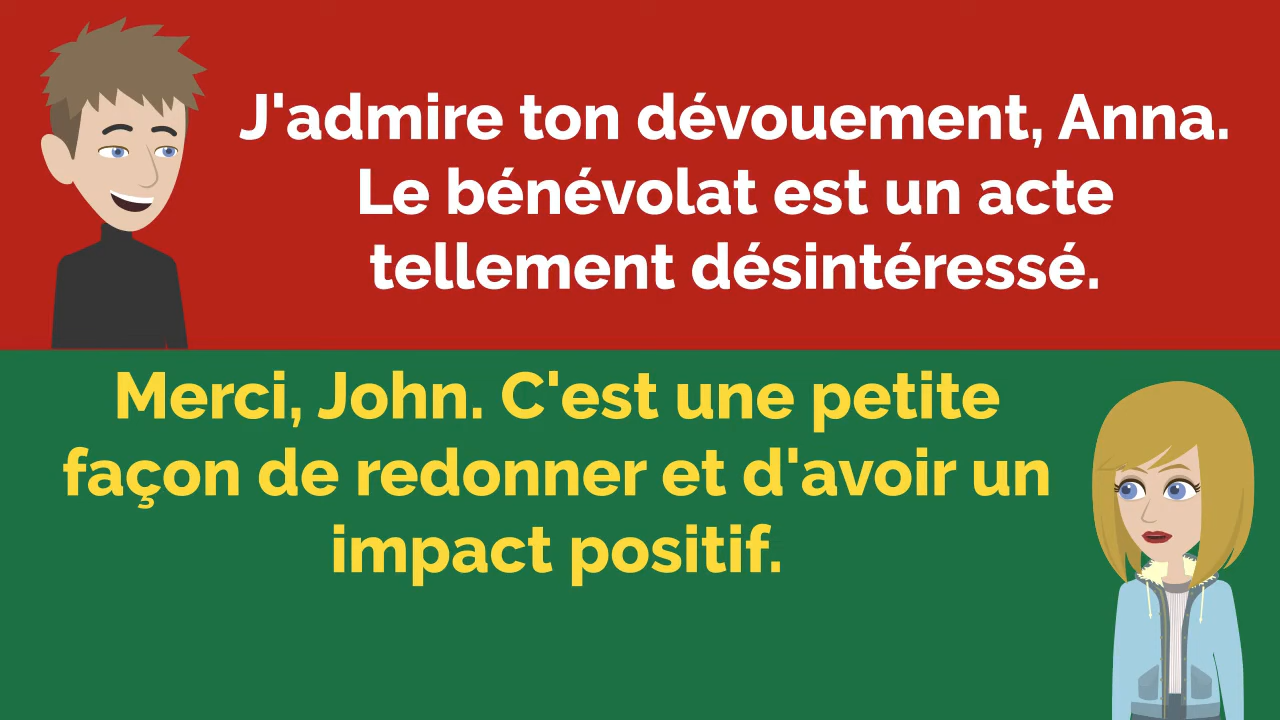 J'admire ton dévouement, Anna.
Le bénévolat est un acte
tellement désintéressé.
Merci, John. C'est une petite
façon de redonner et d'avoir un
impact positif.